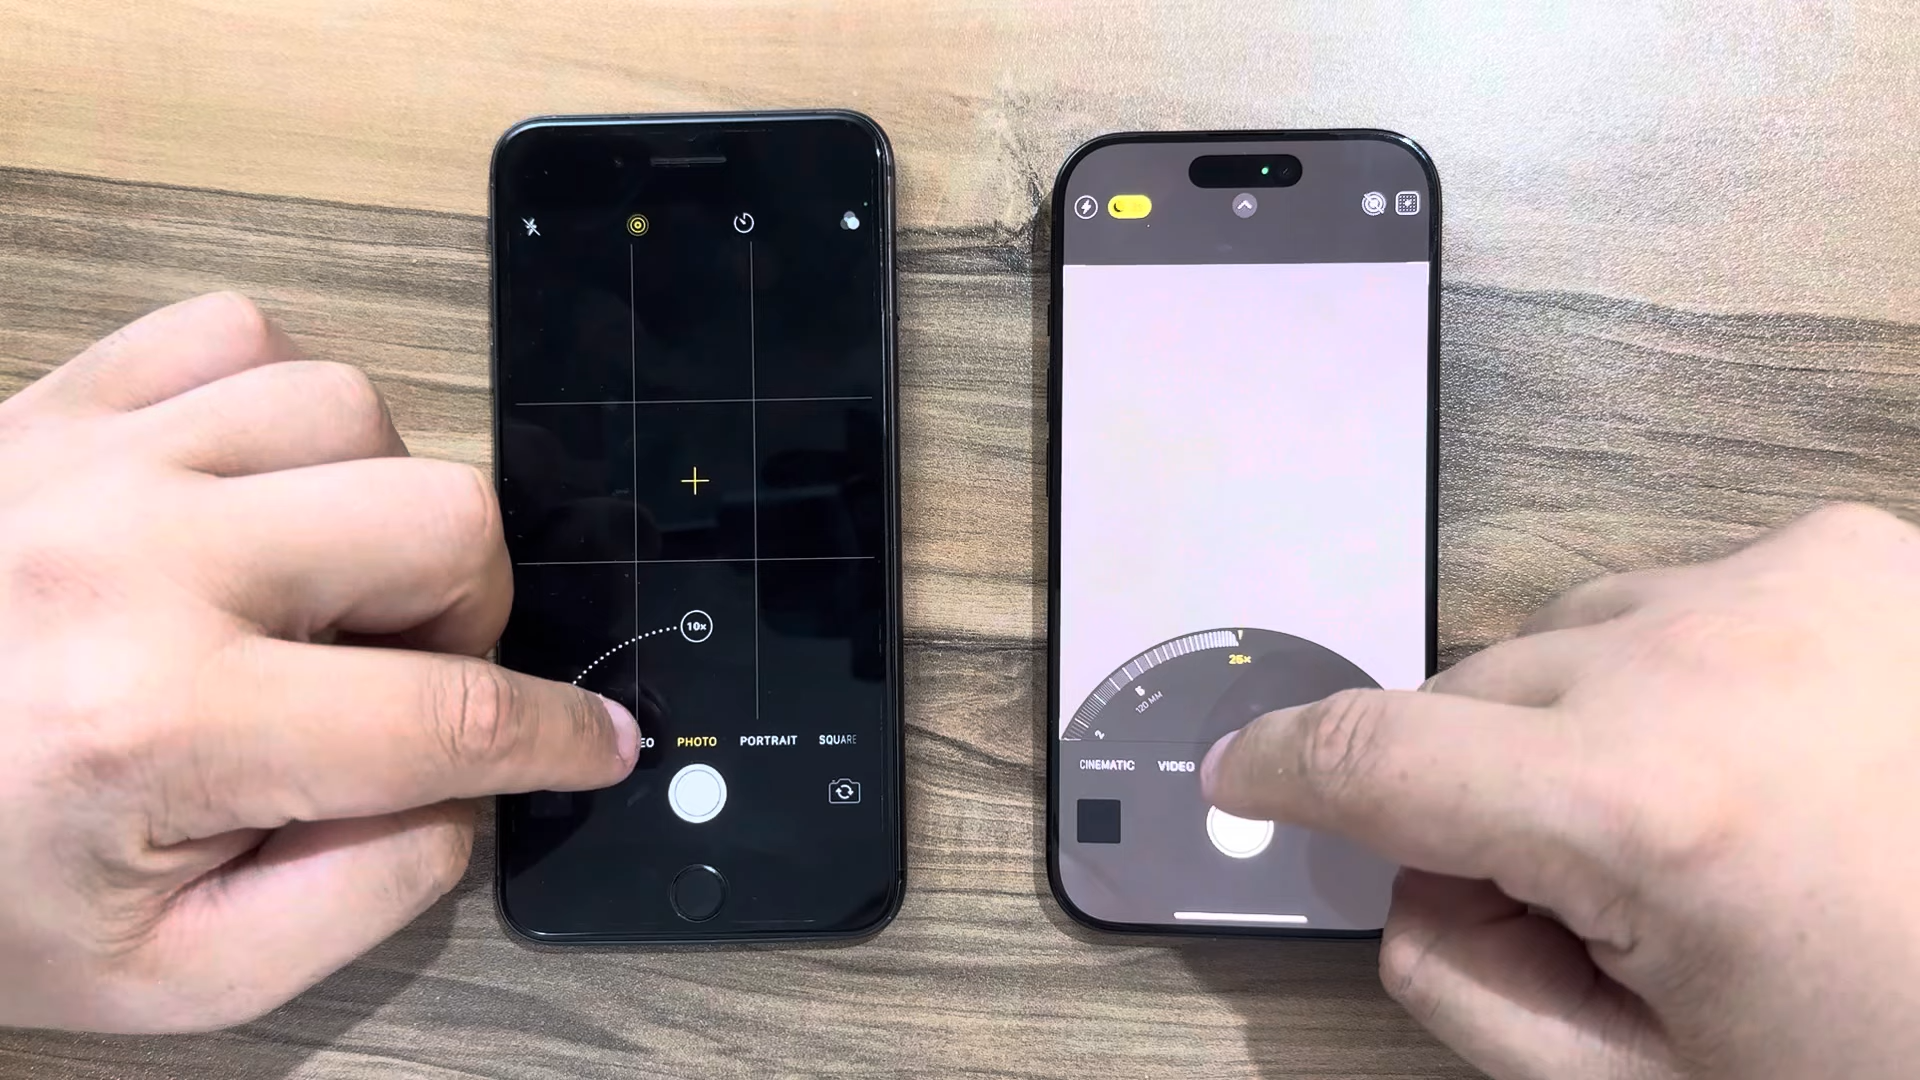 10x
EO PHOTO PORTRAIT SQUARE
25x
5
120 MM
2
CINEMATIC VIDEO